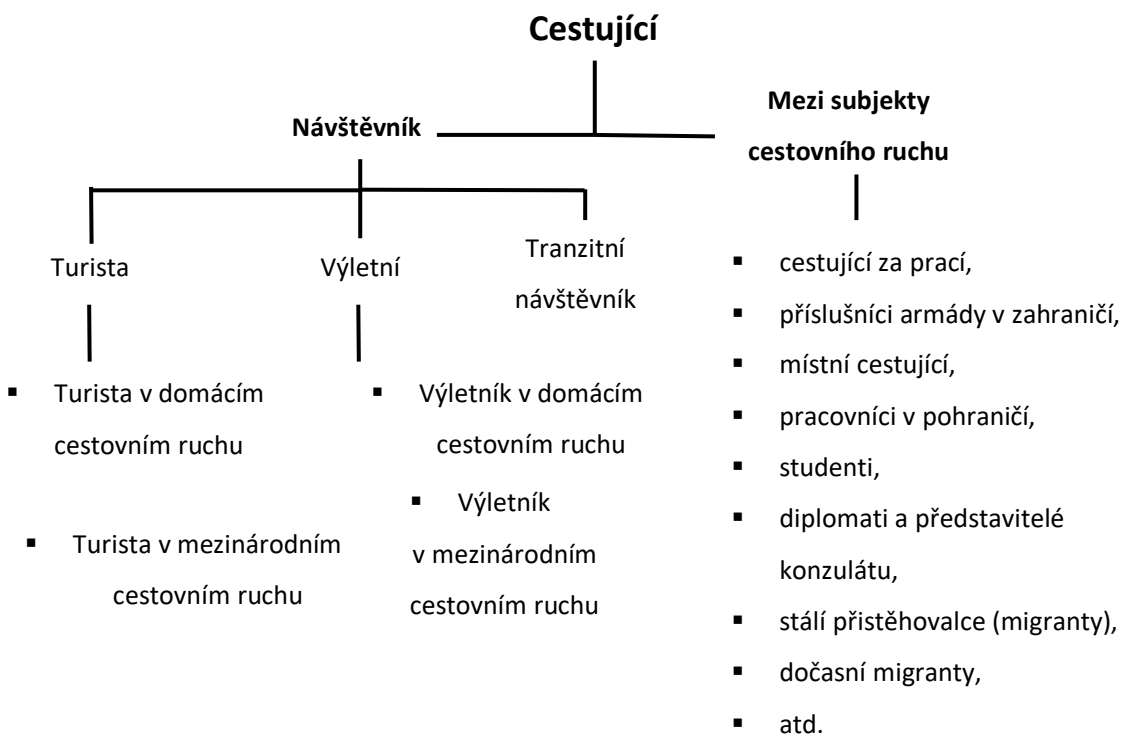 Cestující
Návštěvník
Mezi subjekty
cestovního ruchu
Turista
Výletní
Tranzitní
návštěvník
▪ Turista v domácím
cestovním ruchu
▪ Turista v mezinárodním
cestovním ruchu
▪ Výletník v domácím
cestovním ruchu
▪ Výletník
v mezinárodním
cestovním ruchu
▪ cestující za prací,
▪ příslušníci armády v zahraničí,
▪ místní cestující,
▪ pracovníci v pohraničí,
▪ studenti,
▪ diplomati a představitelé
konzulátu,
▪ stálí přistěhovalce (migranty),
▪ dočasní migranty,
▪ atd.